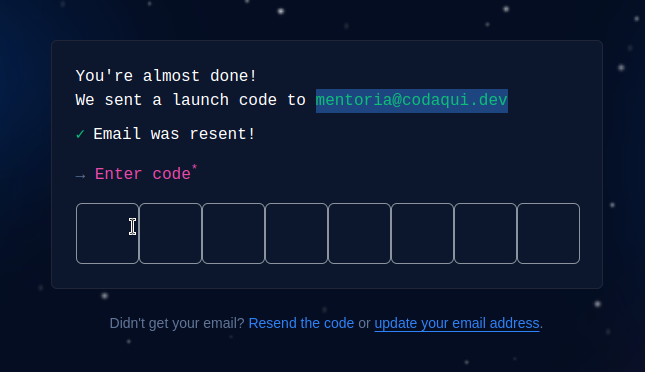 You're almost done!
We sent a launch code to mentoria@codaqui.dev
✓ Email was resent!
→ Enter code*
Didn't get your email? Resend the code or update your email address.